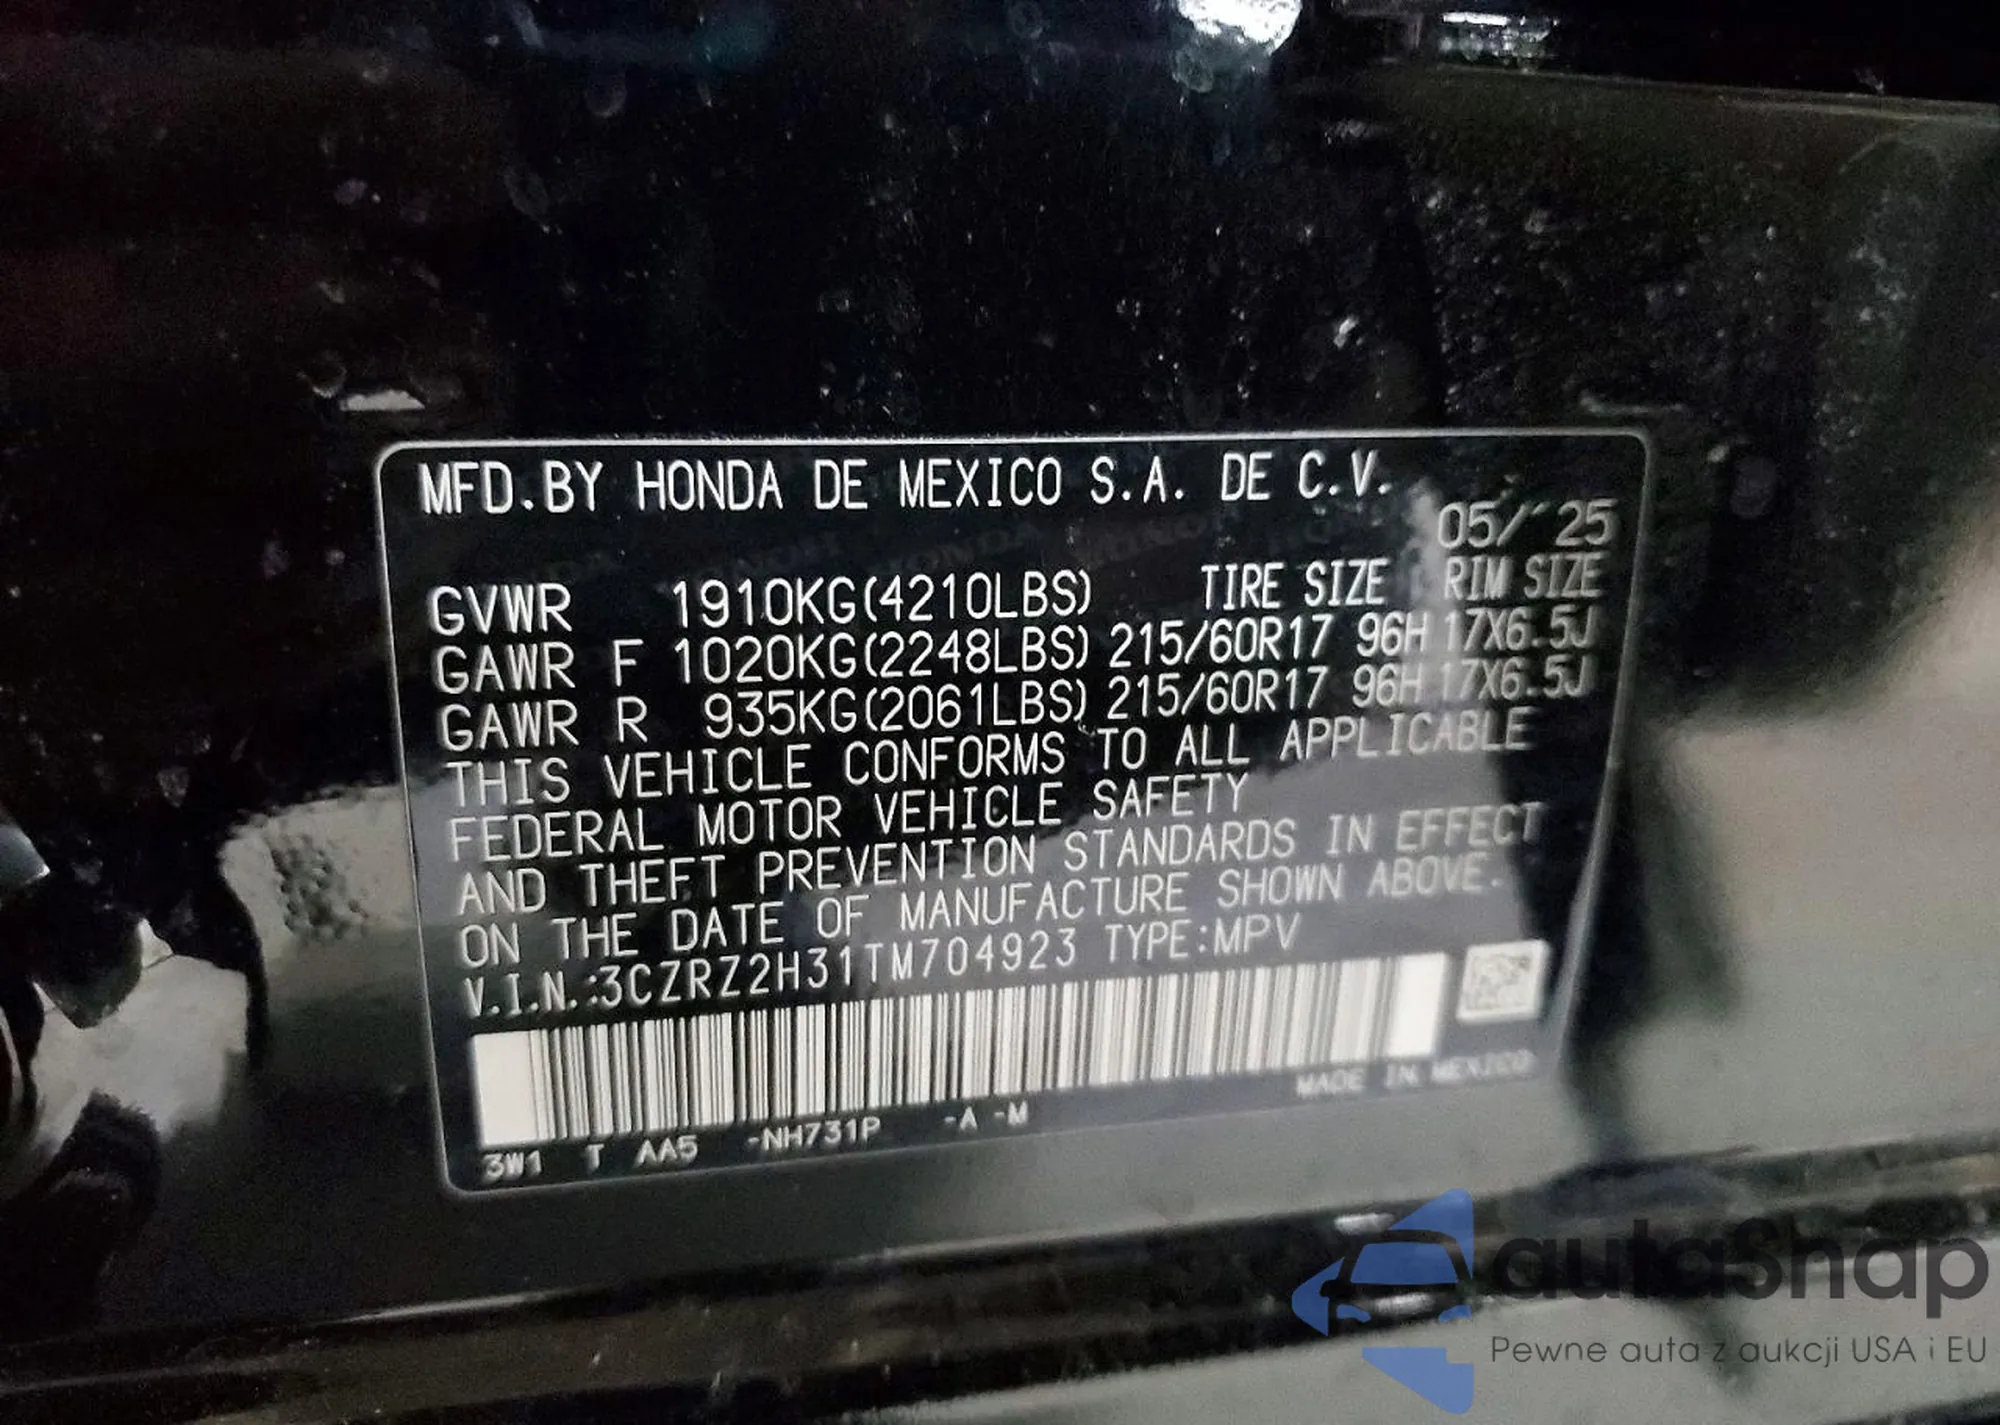 MFD.BY HONDA DE MEXICO S.A. DE C.V.
05/'25
GVWR 1910KG(4210LBS) TIRE SIZE RIM SIZE
GAWR F 1020KG(2248LBS) 215/60R17 96H 17X6.5J
GAWR R 935KG(2061LBS) 215/60R17 96H 17X6.5J
THIS VEHICLE CONFORMS TO ALL APPLICABLE
FEDERAL MOTOR VEHICLE SAFETY
AND THEFT PREVENTION STANDARDS IN EFFECT
ON THE DATE OF MANUFACTURE SHOWN ABOVE.
V.I.N.:3CZRZ2H31TM704923 TYPE:MPV
MADE IN MEXICO
3W1 T AA5 -NH731P -A -M
autaSnap
Pewne auta z aukcji USA i EU